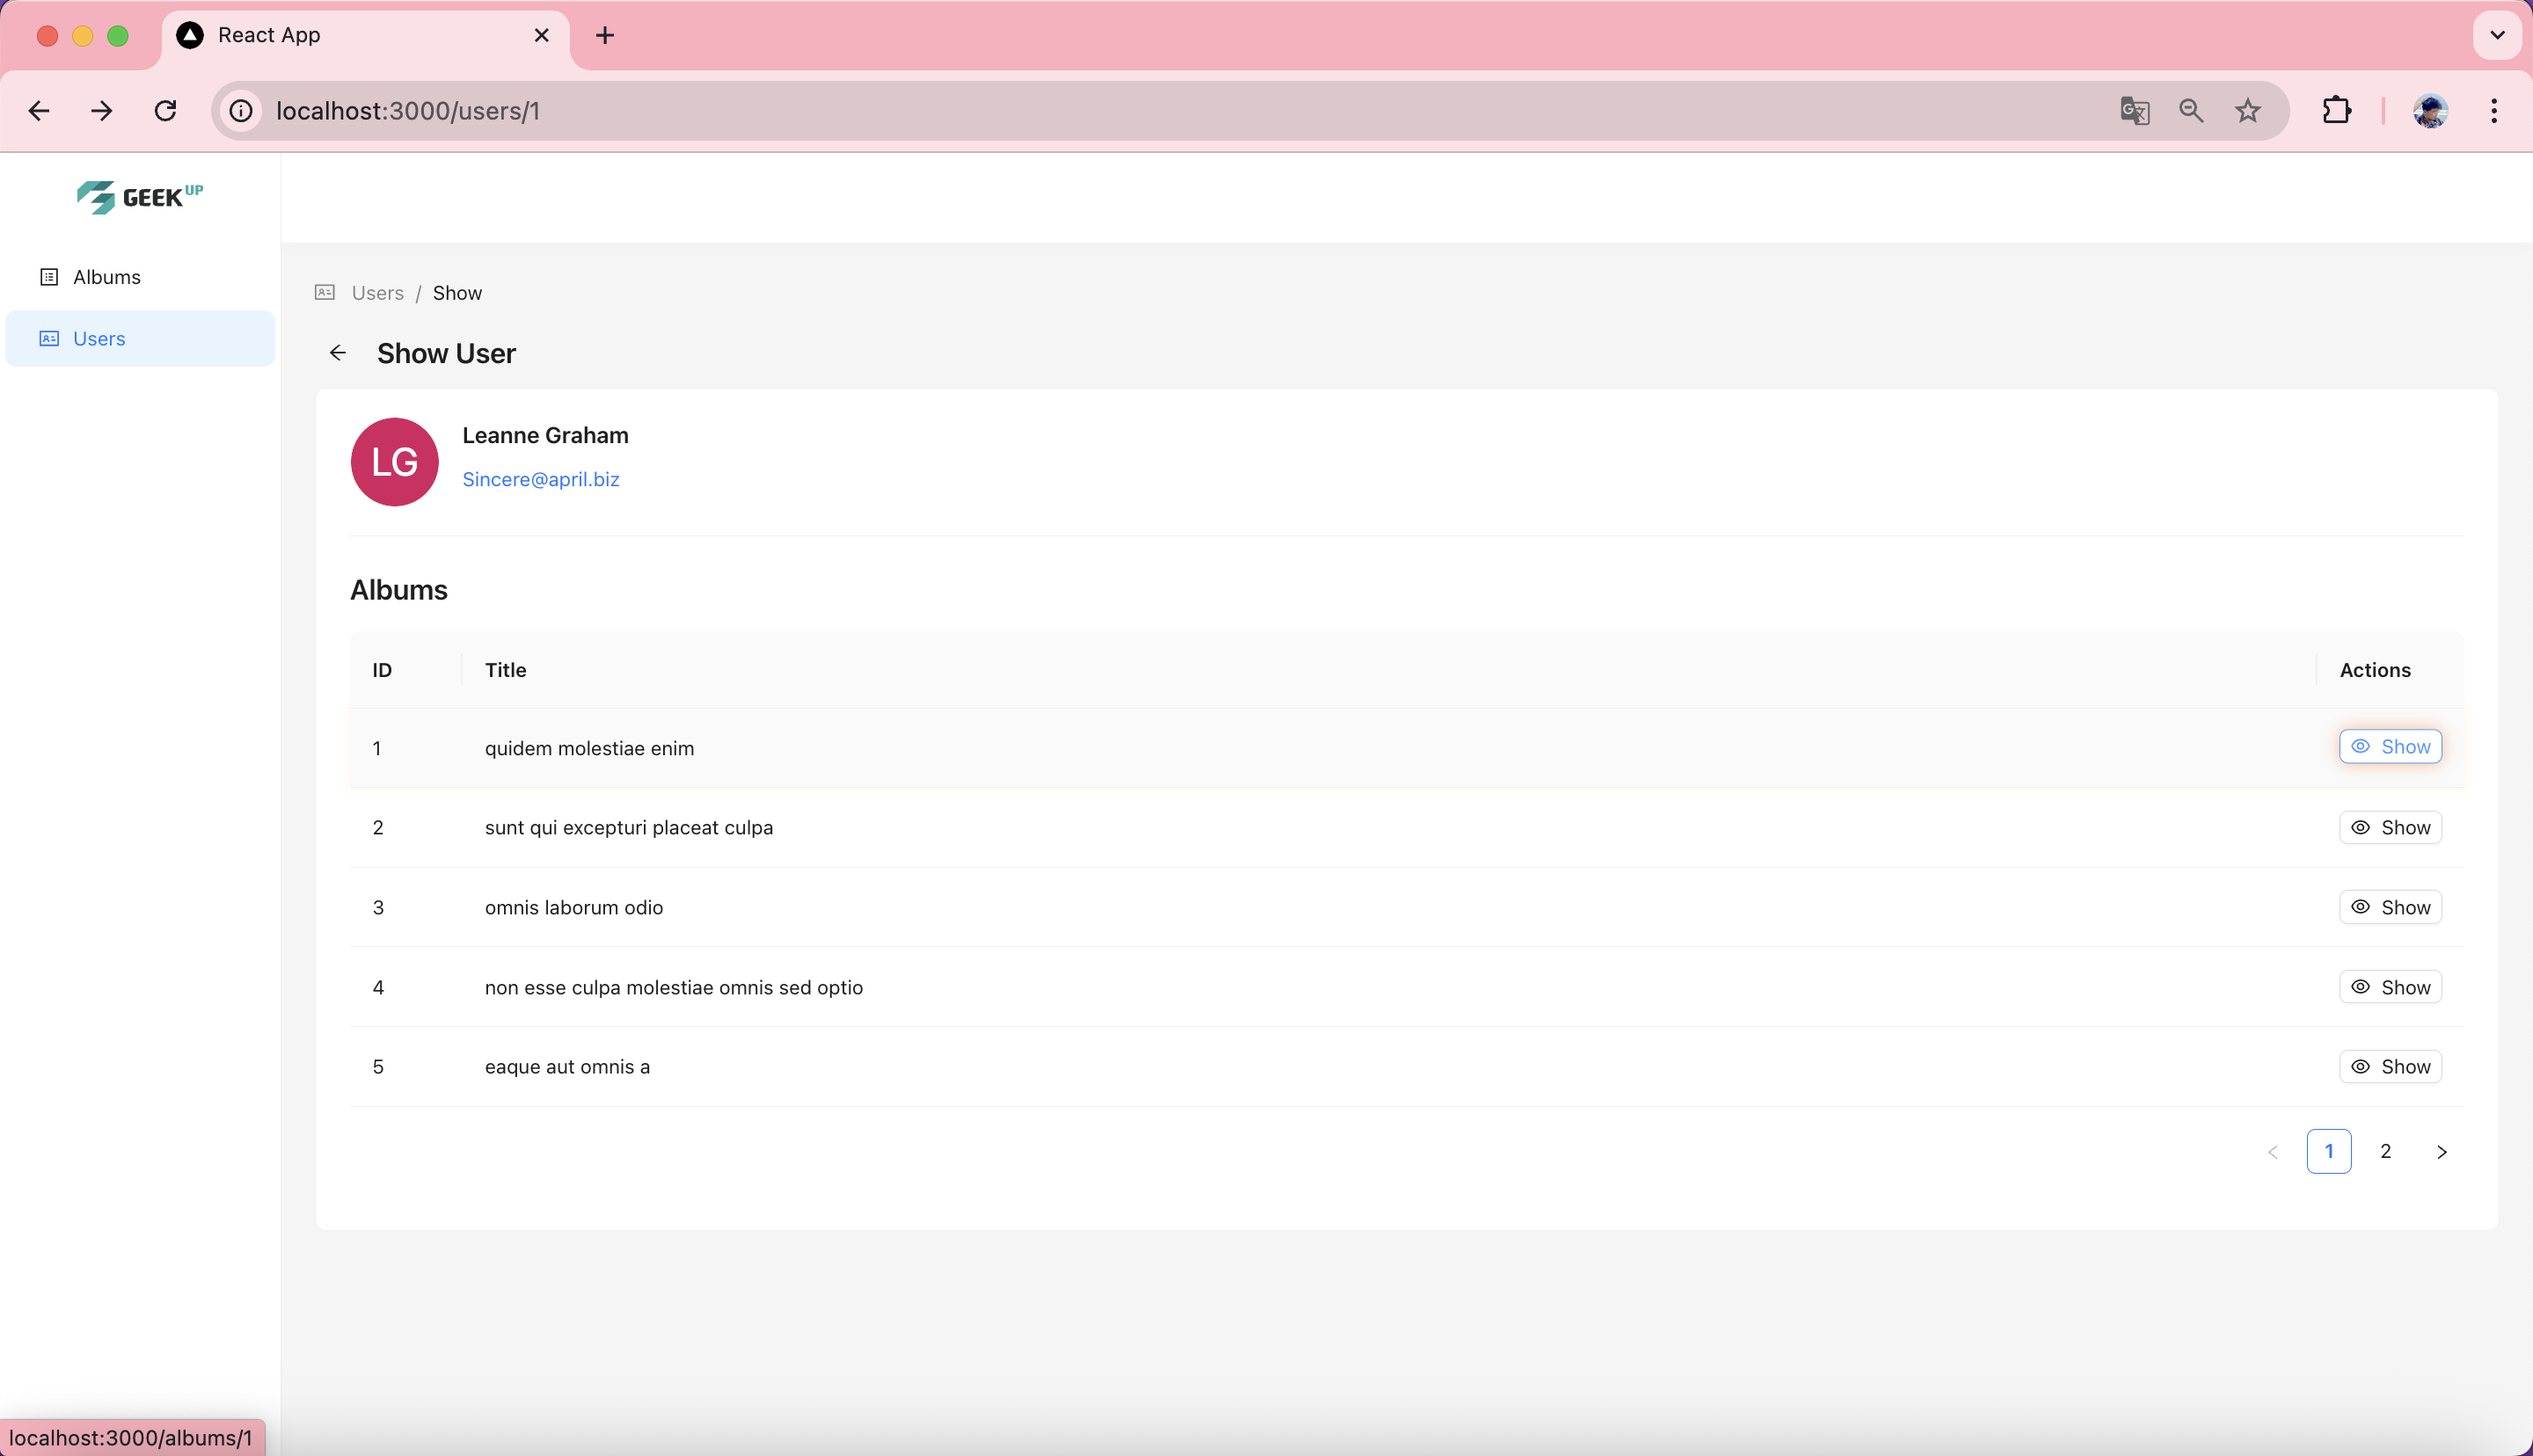 React App
localhost:3000/users/1
GEEK UP
Albums
Users
Users / Show
Show User
LG
Leanne Graham
Sincere@april.biz
Albums
ID Title Actions
1 quidem molestiae enim Show
2 sunt qui excepturi placeat culpa Show
3 omnis laborum odio Show
4 non esse culpa molestiae omnis sed optio Show
5 eaque aut omnis a Show
< 1 2 >
localhost:3000/albums/1